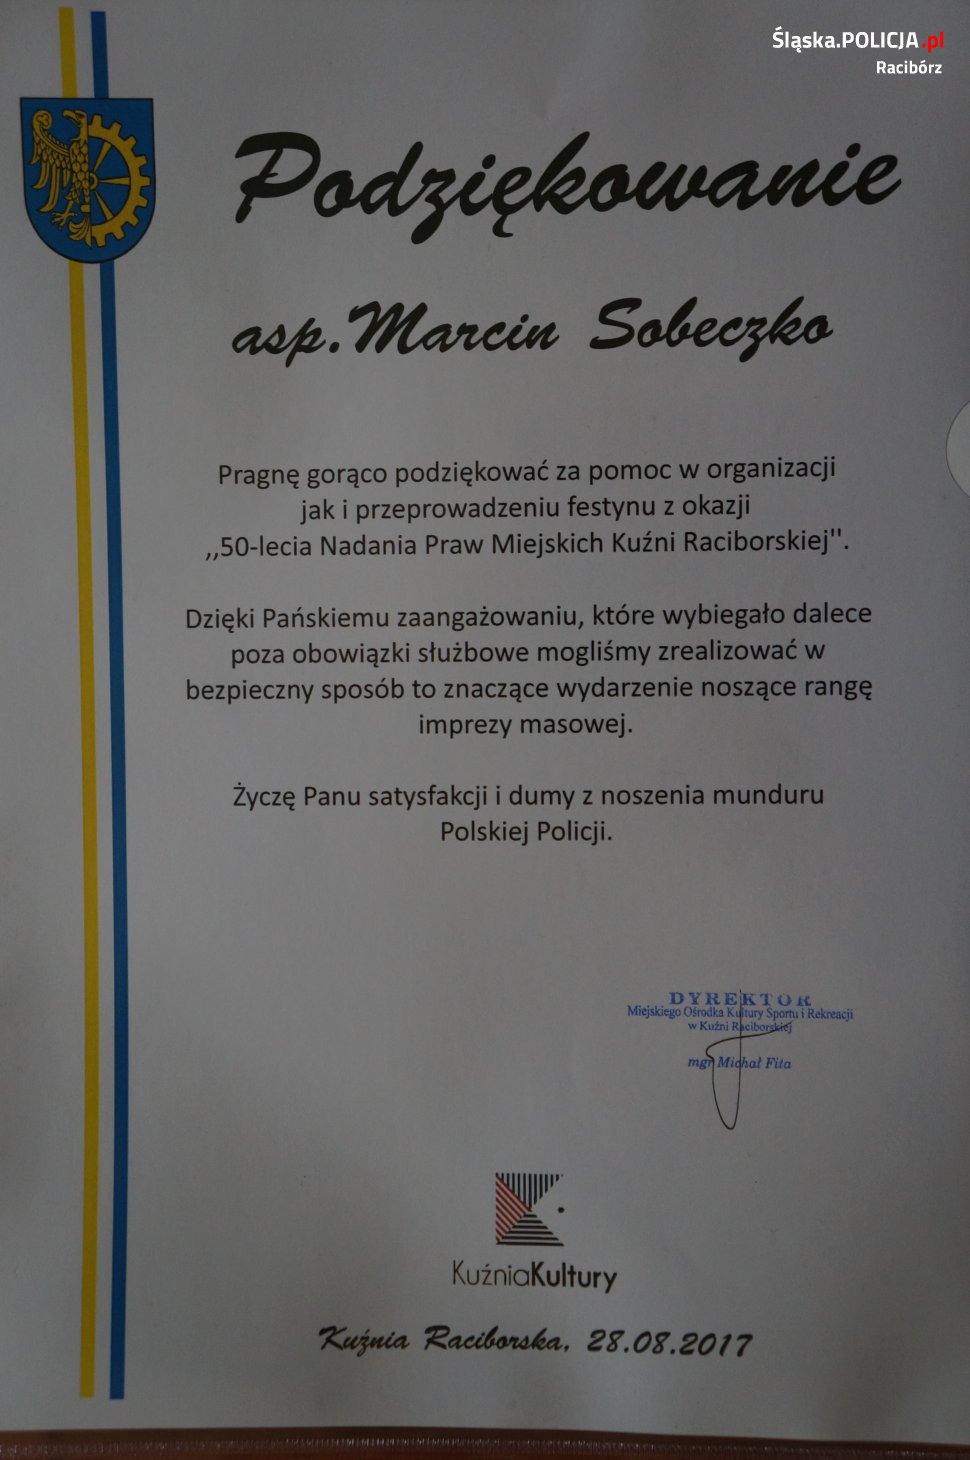 Śląska.POLICJA.pl
Racibórz
Podziękowanie
asp.Marcin Sobeczko
Pragnę gorąco podziękować za pomoc w organizacji
jak i przeprowadzeniu festynu z okazji
,,50-lecia Nadania Praw Miejskich Kuźni Raciborskiej".
Dzięki Pańskiemu zaangażowaniu, które wybiegało dalece
poza obowiązki służbowe mogliśmy zrealizować w
bezpieczny sposób to znaczące wydarzenie noszące rangę
imprezy masowej.
Życzę Panu satysfakcji i dumy z noszenia munduru
Polskiej Policji.
DYREKTOR
Miejskiego Ośrodka Kultury Sportu i Rekreacji
w Kuźni Raciborskiej
mgr Michał Fita
KuźniaKultury
Kuźnia Raciborska, 28.08.2017